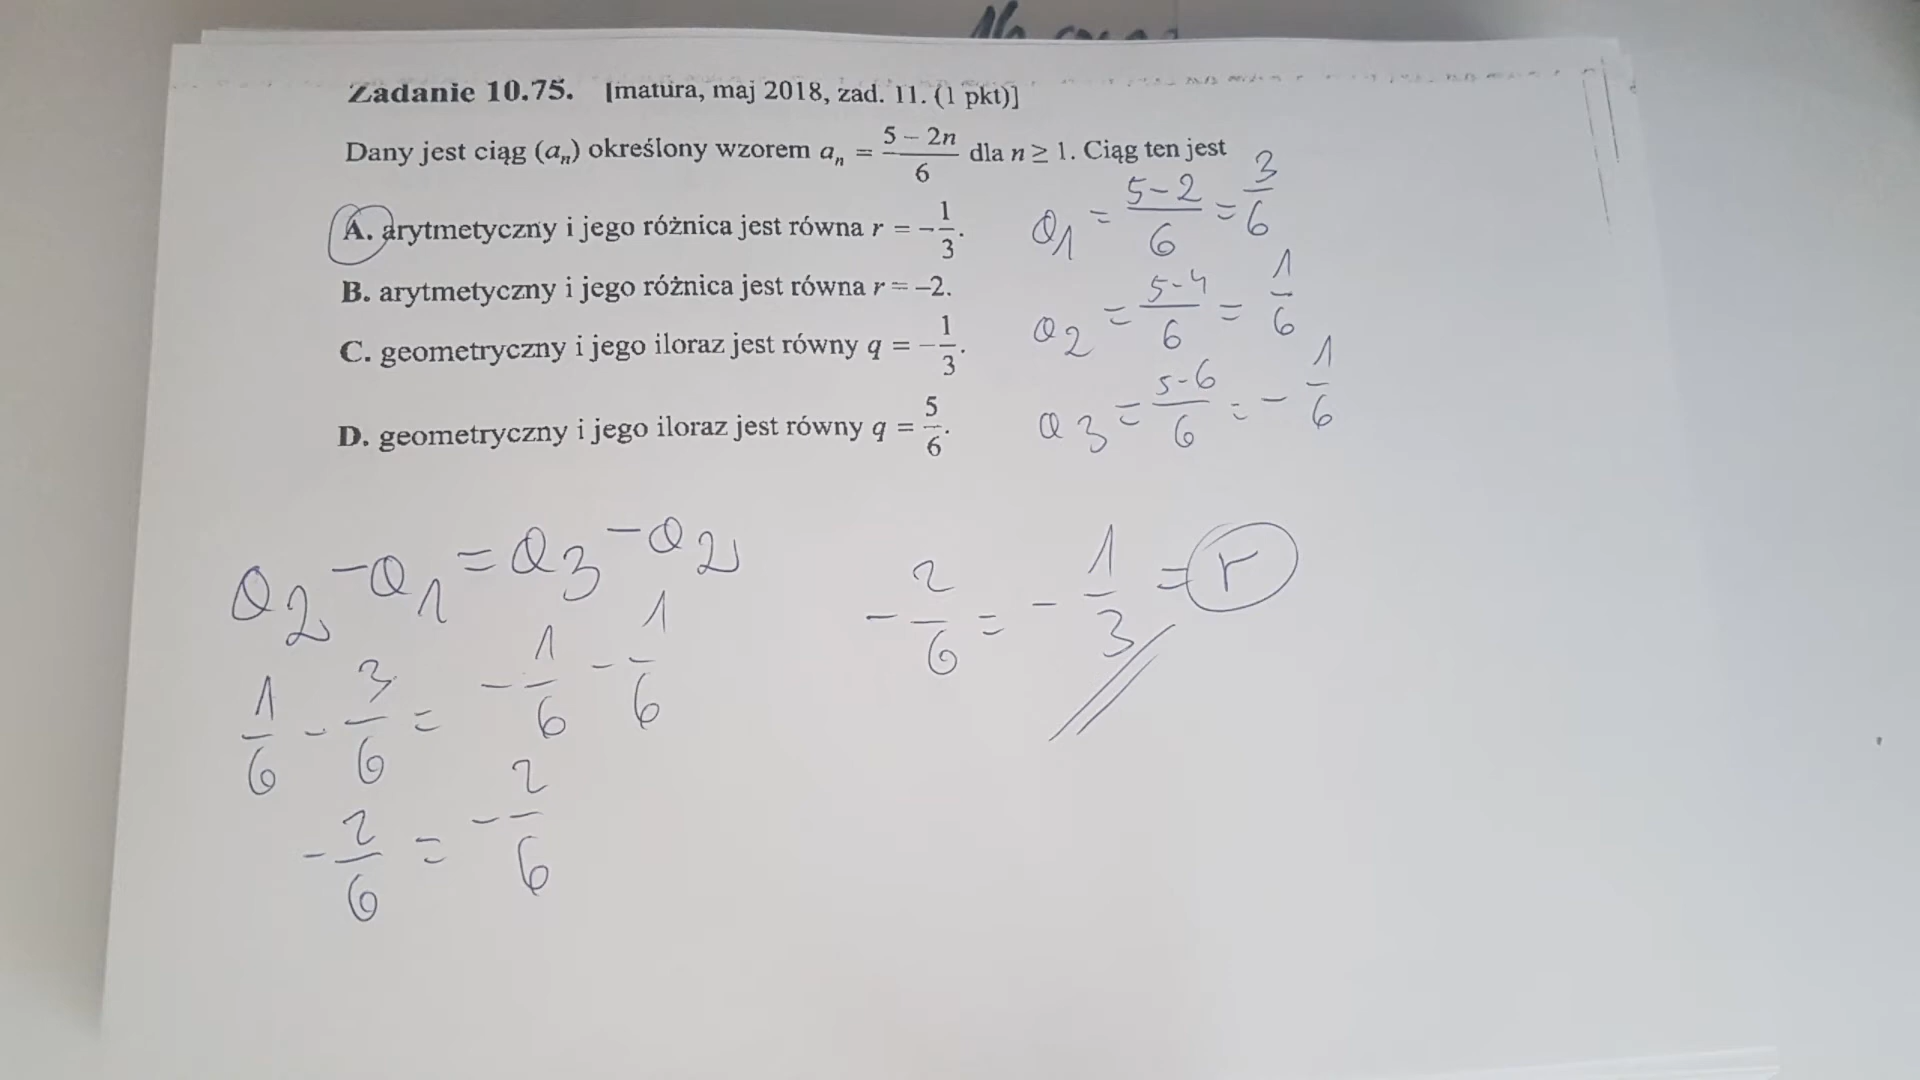 Zadanie 10.75. [matura, maj 2018, zad. 11. (1 pkt)]
Dany jest ciąg (aₙ) określony wzorem aₙ = (5 – 2n)/6 dla n ≥ 1. Ciąg ten jest
A. arytmetyczny i jego różnica jest równa r = –1/3.
B. arytmetyczny i jego różnica jest równa r = –2.
C. geometryczny i jego iloraz jest równy q = –1/3.
D. geometryczny i jego iloraz jest równy q = 5/6.
a₁ = (5-2)/6 = 3/6
a₂ = (5-4)/6 = 1/6
a₃ = (5-6)/6 = - 1/6
a₂ - a₁ = a₃ - a₂
1/6 - 3/6 = - 1/6 - 1/6
- 2/6 = - 2/6
- 2/6 = - 1/3 = r